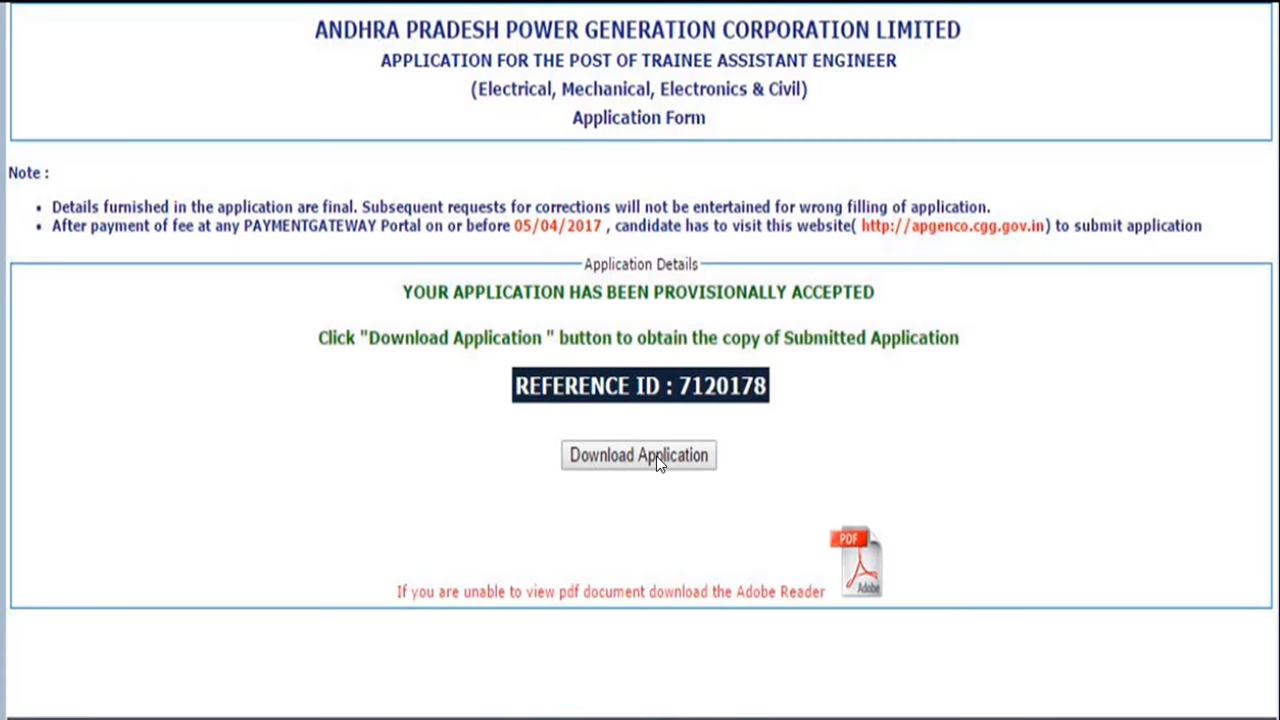 ANDHRA PRADESH POWER GENERATION CORPORATION LIMITED
APPLICATION FOR THE POST OF TRAINEE ASSISTANT ENGINEER
(Electrical, Mechanical, Electronics & Civil)
Application Form
Note :
• Details furnished in the application are final. Subsequent requests for corrections will not be entertained for wrong filling of application.
• After payment of fee at any PAYMENTGATEWAY Portal on or before 05/04/2017 , candidate has to visit this website( http://apgenco.cgg.gov.in) to submit application
Application Details
YOUR APPLICATION HAS BEEN PROVISIONALLY ACCEPTED
Click "Download Application " button to obtain the copy of Submitted Application
REFERENCE ID : 7120178
Download Application
PDF
Adobe
If you are unable to view pdf document download the Adobe Reader